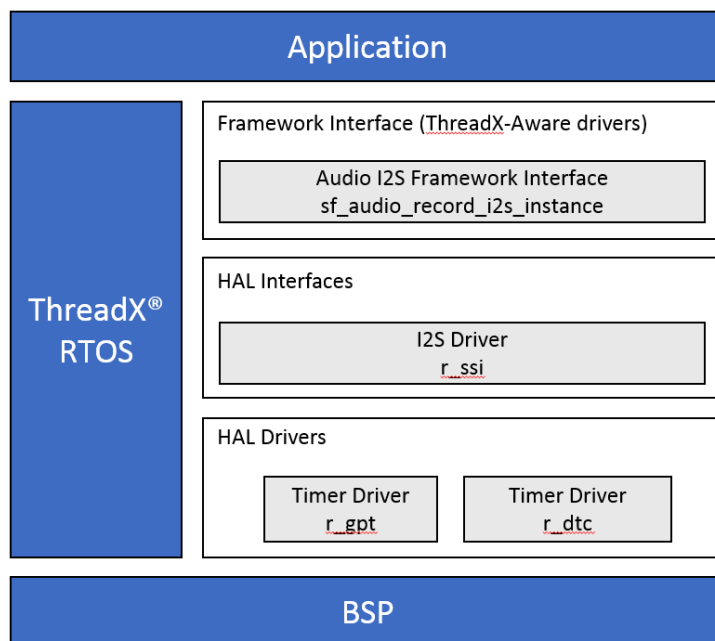 Application
ThreadX®
RTOS
Framework Interface (ThreadX-Aware drivers)
Audio I2S Framework Interface
sf_audio_record_i2s_instance
HAL Interfaces
I2S Driver
r_ssi
HAL Drivers
Timer Driver
r_gpt
Timer Driver
r_dtc
BSP